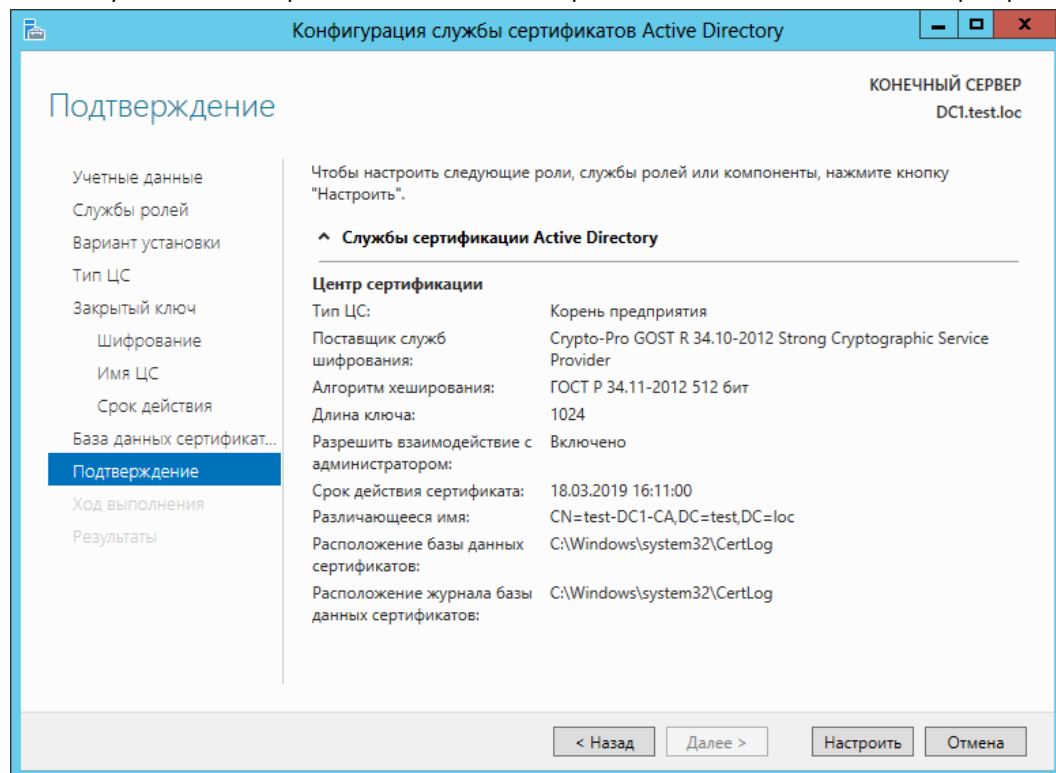 Конфигурация службы сертификатов Active Directory
Подтверждение
КОНЕЧНЫЙ СЕРВЕР
DC1.test.loc
Учетные данные
Службы ролей
Вариант установки
Тип ЦС
Закрытый ключ
Шифрование
Имя ЦС
Срок действия
База данных сертификат...
Подтверждение
Ход выполнения
Результаты
Чтобы настроить следующие роли, службы ролей или компоненты, нажмите кнопку
"Настроить".
Службы сертификации Active Directory
Центр сертификации
Тип ЦС: Корень предприятия
Поставщик служб Crypto-Pro GOST R 34.10-2012 Strong Cryptographic Service
шифрования: Provider
Алгоритм хеширования: ГОСТ Р 34.11-2012 512 бит
Длина ключа: 1024
Разрешить взаимодействие с Включено
администратором:
Срок действия сертификата: 18.03.2019 16:11:00
Различающееся имя: CN=test-DC1-CA,DC=test,DC=loc
Расположение базы данных C:\Windows\system32\CertLog
сертификатов:
Расположение журнала базы C:\Windows\system32\CertLog
данных сертификатов:
< Назад Далее > Настроить Отмена